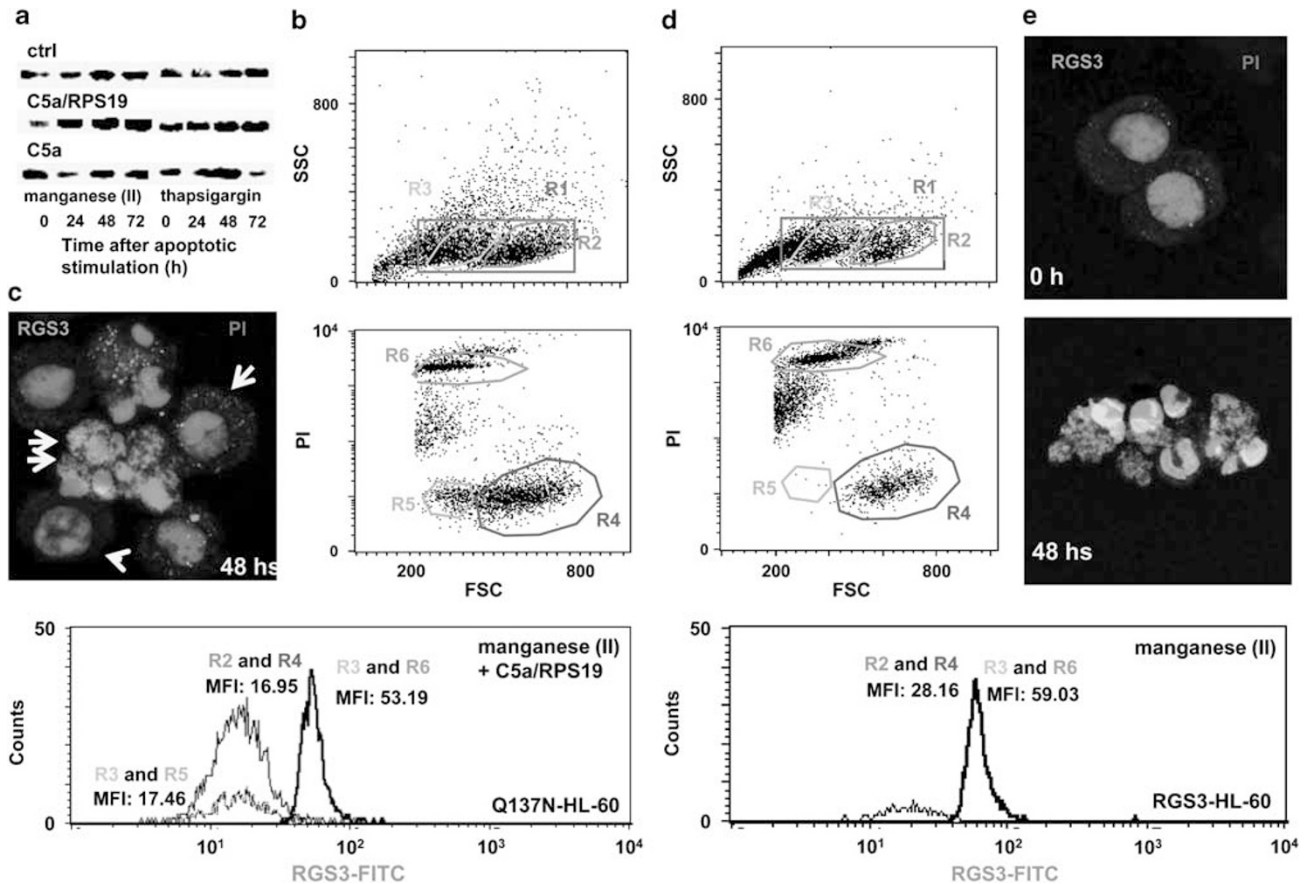 a
ctrl
C5a/RPS19
C5a
manganese (II) thapsigargin
0 24 48 72 0 24 48 72
Time after apoptotic
stimulation (h)
b
SSC
800
0
R3
R1
R2
10⁴
PI
0
R6
R5
R4
200 800
FSC
c
RGS3 PI
48 hs
50
Counts
0
R2 and R4
MFI: 16.95
R3 and R6
MFI: 53.19
R3 and R5
MFI: 17.46
manganese (II)
+ C5a/RPS19
Q137N-HL-60
10¹ 10² 10³ 10⁴
RGS3-FITC
d
SSC
800
0
R3
R1
R2
10⁴
PI
0
R6
R5
R4
200 800
FSC
e
RGS3 PI
0 h
48 hs
50
Counts
0
R2 and R4
MFI: 28.16
R3 and R6
MFI: 59.03
manganese (II)
RGS3-HL-60
10¹ 10² 10³ 10⁴
RGS3-FITC